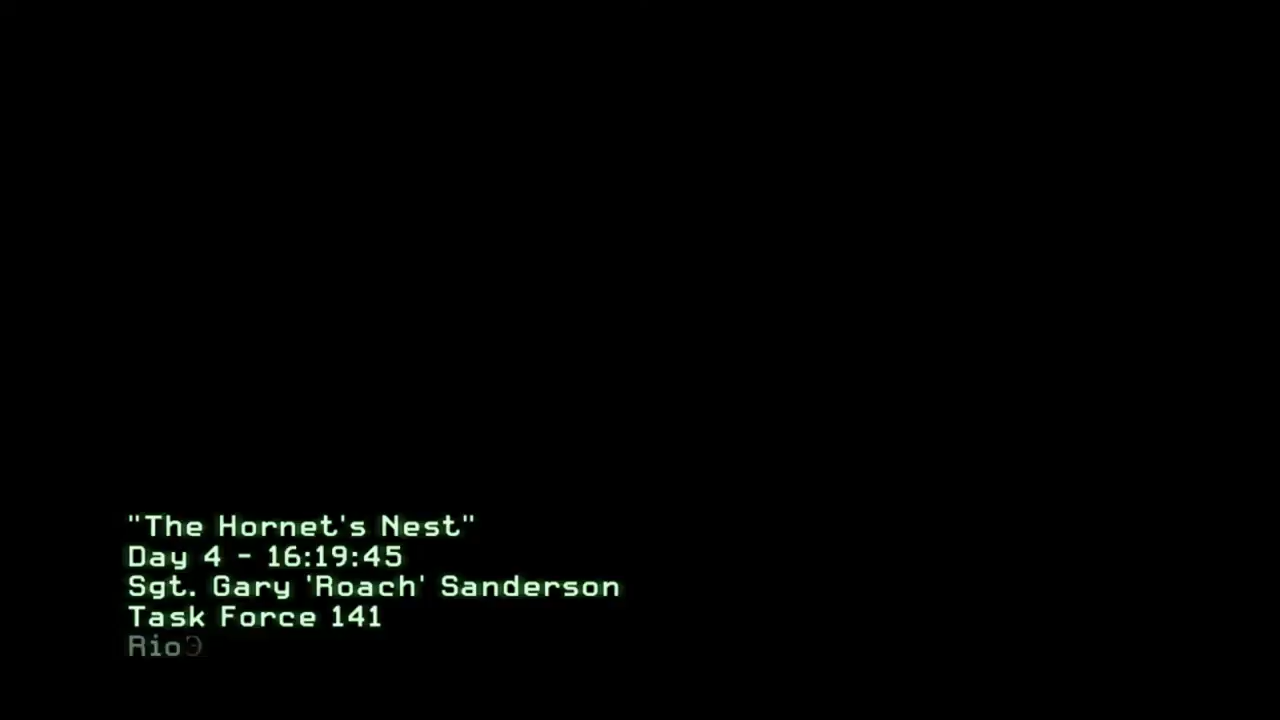 "The Hornet's Nest"
Day 4 - 16:19:45
Sgt. Gary 'Roach' Sanderson
Task Force 141
Rio